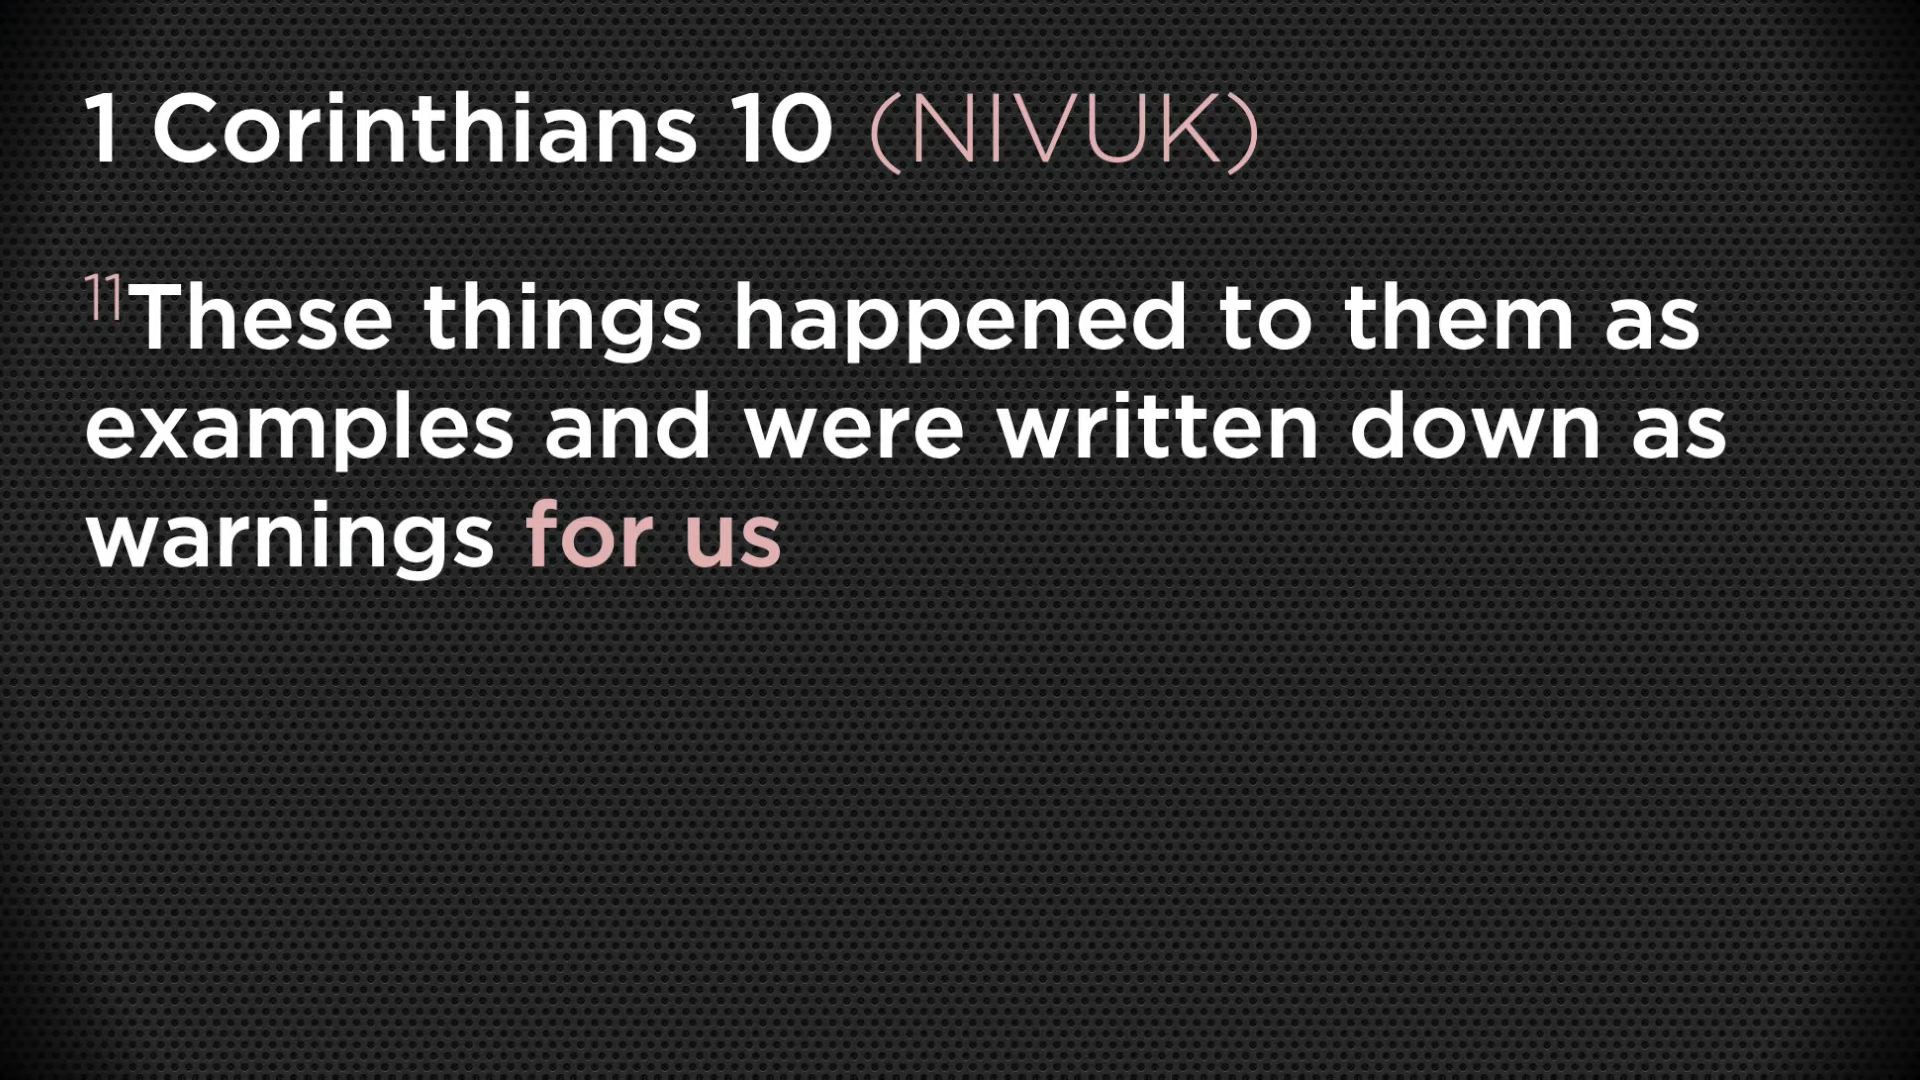 1 Corinthians 10 (NIVUK)
11These things happened to them as
examples and were written down as
warnings for us